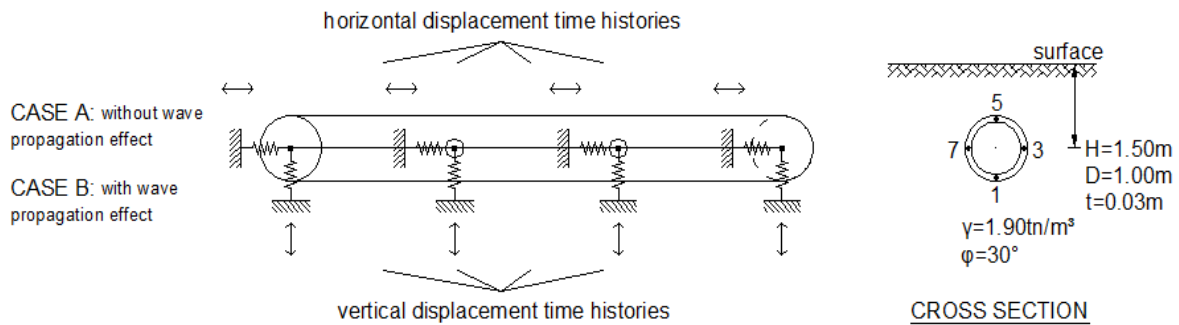 horizontal displacement time histories
CASE A: without wave
propagation effect
CASE B: with wave
propagation effect
vertical displacement time histories
surface
5
7
3
1
H=1.50m
D=1.00m
t=0.03m
γ=1.90tn/m³
φ=30°
CROSS SECTION